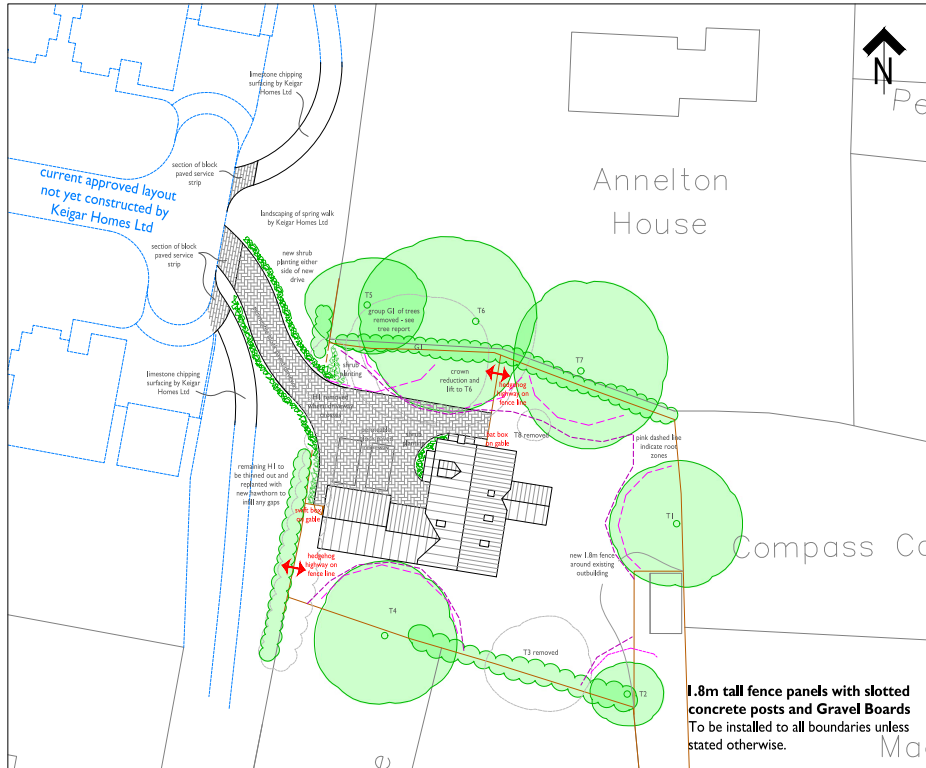 limestone chipping
surfacing by Keigar
Homes Ltd
N
Pe
section of block
paved service
strip
current approved layout
not yet constructed by
Keigar Homes Ltd
Annelton
House
landscaping of spring walk
by Keigar Homes Ltd
section of block
paved service
strip
new shrub
planting either
side of new
drive
T5
T6
group G1 of trees
removed - see
tree report
G1
T7
limestone chipping
surfacing by Keigar
Homes Ltd
shrub
planting
crown
reduction and
lift to T6
hedgehog
highway on
fence line
H1 removed
bat box
on gable
T8 removed
shrub
planting
pink dashed line
indicate root
zones
remaining H1 to
be thinned out and
replanted with
new hawthorn to
infill any gaps
swift box
on gable
T1
Compass Co
hedgehog
highway on
fence line
new 1.8m fence
around existing
outbuilding
T4
T3 removed
T2
1.8m tall fence panels with slotted
concrete posts and Gravel Boards
To be installed to all boundaries unless
stated otherwise.
Ma